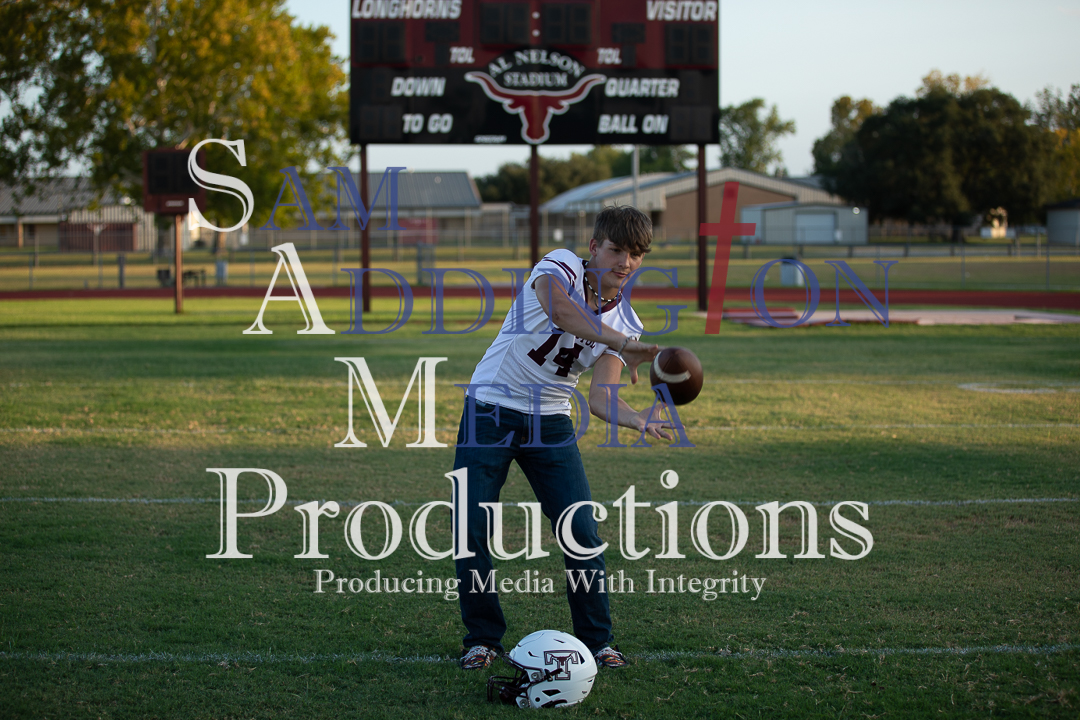 LONGHORNS VISITOR
TOL TOL
AL NELSON
STADIUM
DOWN QUARTER
TO GO BALL ON
SAM
ADDINGTON
MEDIA
Productions
Producing Media With Integrity
14
T